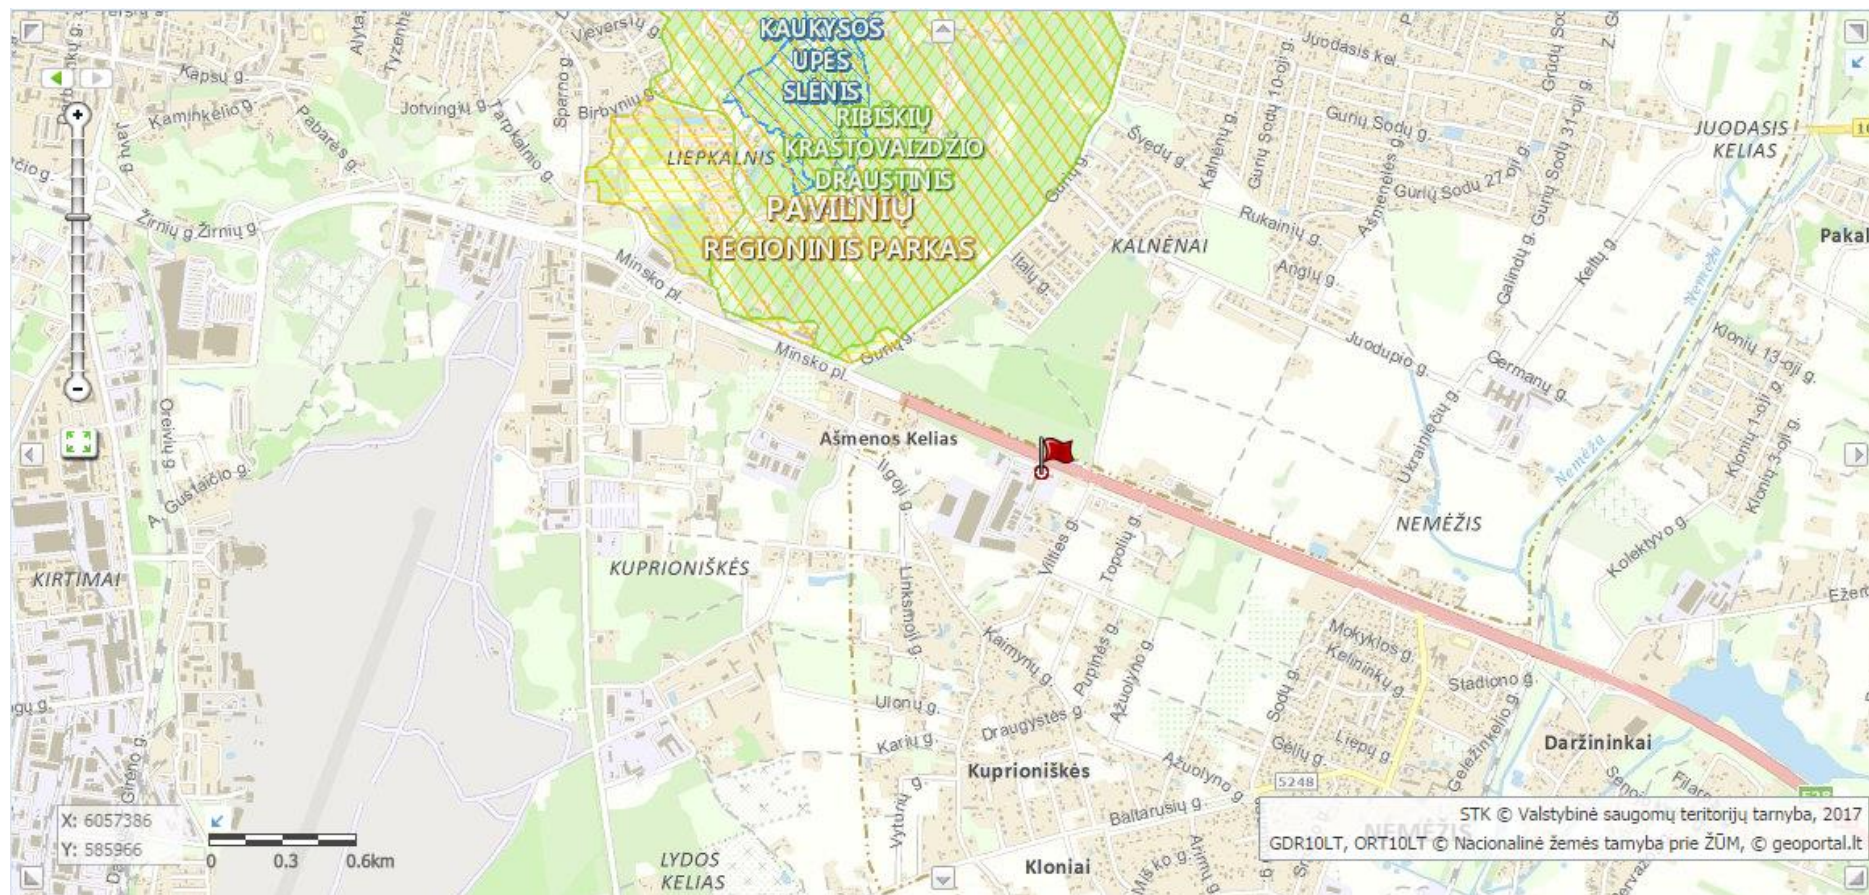 KAUKYSOS
UPĖS
SLĖNIS
RIBIŠKIŲ
KRAŠTOVAIZDŽIO
DRAUSTINIS
PAVILNIŲ
REGIONINIS PARKAS
LIEPKALNIS
Vieversių g.
Sparno g.
Birbynių g.
Kapsų g.
Kaminkėlio g.
Pabarės g.
Jotvingių g.
Tarpkalnio g.
Žirnių g.
Žirnių g.
Minsko pl.
Minsko pl.
Gurių g.
Gurių g.
Švedų g.
Kalnėnų g.
Gurių Sodų 10-oji g.
Juodasis kel
Gurių Sodų g.
Gurių Sodų 27-oji g.
Gurių Sodų 31-oji g.
Ašmenėlės g.
Rukainių g.
Anglų g.
Italų g.
KALNĖNAI
JUODASIS
KELIAS
Pakal
Galindų g.
Keltų g.
Nemėža
Klonių 13-oji g.
Juodupio g.
Germanų g.
Ukrainiečių g.
Klonių 1-oji g.
Klonių 3-oji g.
Nemėža
NEMĖŽIS
Kolektyvo g.
Ašmenos Kelias
Ilgoji g.
Oreivių g.
A. Gustaičio g.
KIRTIMAI
KUPRIONIŠKĖS
Linksmoji g.
Vilties g.
Topolių g.
Kaimynų g.
Pupinės g.
Ąžuolyno g.
Mokyklos g.
Kelininkų g.
Stadiono g.
Ulonų g.
Draugystės g.
Karių g.
Sodų g.
Gėlių g.
Liepų g.
Geležinkelio g.
Daržininkai
Kuprioniškės
Ąžuolyno g.
5248
Vyturių g.
Baltarusių g.
E28
X: 6057386
Y: 585966
0 0.3 0.6km
LYDOS
KELIAS
Kloniai
Miško g.
NEMĖŽIS
STK © Valstybinė saugomų teritorijų tarnyba, 2017
GDR10LT, ORT10LT © Nacionalinė žemės tarnyba prie ŽŪM, © geoportal.lt